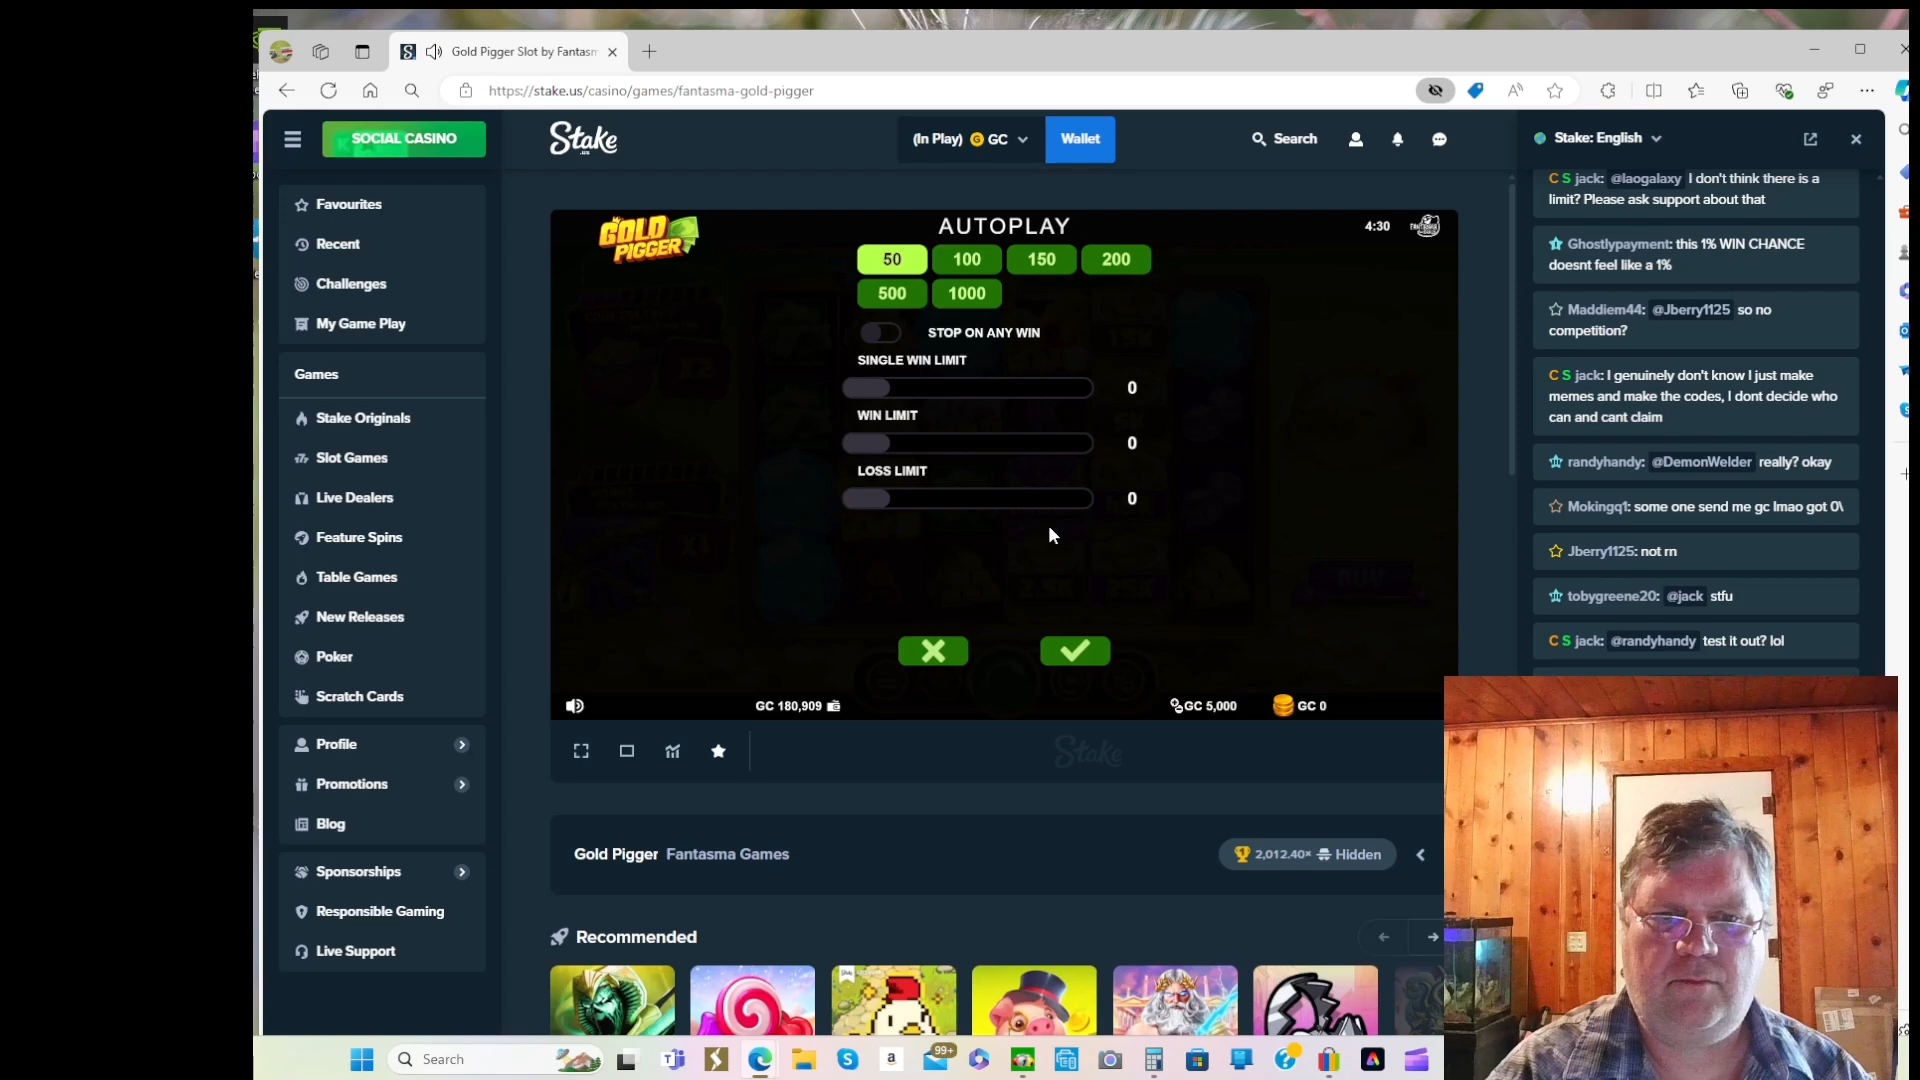 Gold Pigger Slot by Fantasm
https://stake.us/casino/games/fantasma-gold-pigger
SOCIAL CASINO
Stake
(In Play) GC
Wallet
Search
Stake: English
Favourites
Recent
Challenges
My Game Play
Games
Stake Originals
Slot Games
Live Dealers
Feature Spins
Table Games
New Releases
Poker
Scratch Cards
Profile
Promotions
Blog
Sponsorships
Responsible Gaming
Live Support
GOLD PIGGER
AUTOPLAY
4:30
50 100 150 200
500 1000
STOP ON ANY WIN
SINGLE WIN LIMIT
0
WIN LIMIT
0
LOSS LIMIT
0
GC 180,909
GC 5,000
GC 0
Stake
Gold Pigger Fantasma Games
2,012.40× Hidden
Recommended
C S jack: @laogalaxy I don't think there is a
limit? Please ask support about that
Ghostlypayment: this 1% WIN CHANCE
doesnt feel like a 1%
Maddiem44: @Jberry1125 so no
competition?
C S jack: I genuinely don't know I just make
memes and make the codes, I dont decide who
can and cant claim
randyhandy: @DemonWelder really? okay
Mokingq1: some one send me gc lmao got 0\
Jberry1125: not rn
tobygreene20: @jack stfu
C S jack: @randyhandy test it out? lol
Search
99+